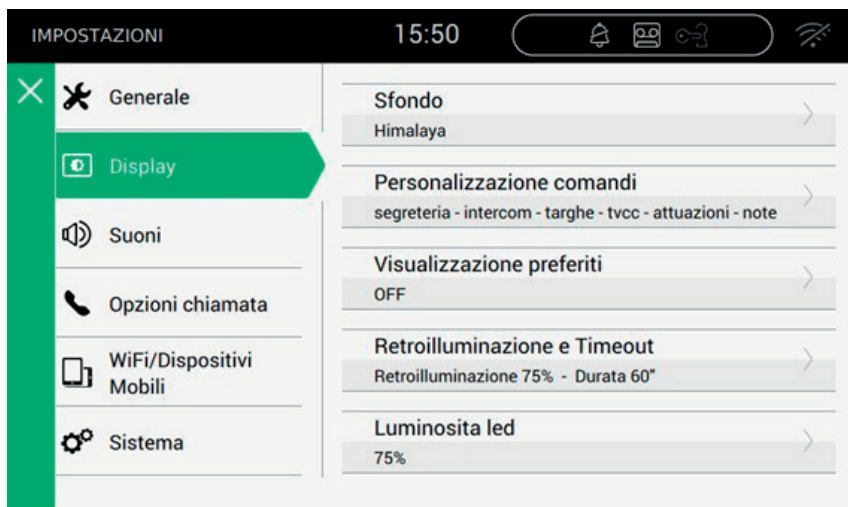 IMPOSTAZIONI
15:50
Generale
Display
Suoni
Opzioni chiamata
WiFi/Dispositivi
Mobili
Sistema
Sfondo
Himalaya
Personalizzazione comandi
segreteria - intercom - targhe - tvcc - attuazioni - note
Visualizzazione preferiti
OFF
Retroilluminazione e Timeout
Retroilluminazione 75% - Durata 60"
Luminosita led
75%